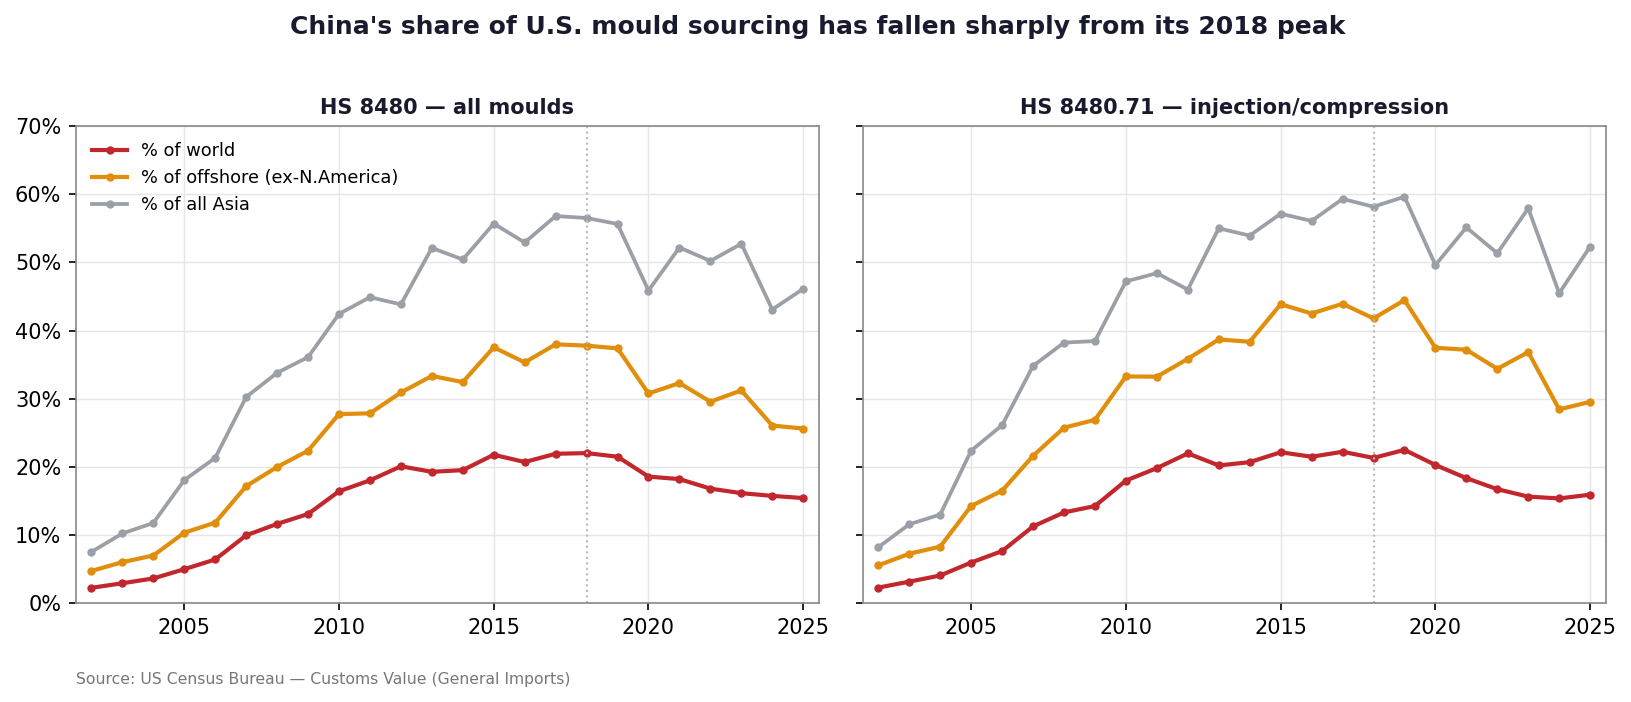 China's share of U.S. mould sourcing has fallen sharply from its 2018 peak
HS 8480 — all moulds
70%
60%
50%
40%
30%
20%
10%
0%
% of world
% of offshore (ex-N.America)
% of all Asia
2005
2010
2015
2020
2025
HS 8480.71 — injection/compression
2005
2010
2015
2020
2025
Source: US Census Bureau — Customs Value (General Imports)